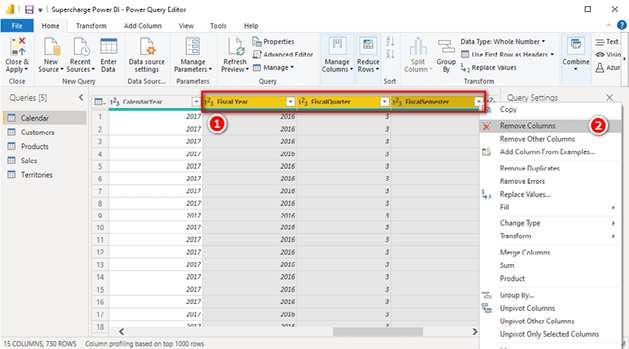 Supercharge Power BI - Power Query Editor
File Home Transform Add Column View Tools Help
Close & Apply New Source Recent Sources Enter Data Data source settings Manage Parameters Refresh Preview Properties Advanced Editor Manage Manage Columns Reduce Rows Split Column Group By Data Type: Whole Number Use First Row as Headers Replace Values Combine Text Vision Azur
Close New Query Data Sourc... Parameters Query Sort Transform
Queries [5] Query Settings
Calendar
Customers
Products
Sales
Territories
CalendarYear Fiscal Year FiscalQuarter FiscalSemester
1 2
1 2017 2016 3
2 2017 2016 3
3 2017 2016 3
4 2017 2016 3
5 2017 2016 3
6 2017 2016 3
7 2017 2016 3
8 2017 2016 3
9 2017 2016 3
10 2017 2016 3
11 2017 2016 3
12 2017 2016 3
13 2017 2016 3
14 2017 2016 3
15 2017 2016 3
16 2017 2016 3
17 2017 2016 3
18 2017 2016 3
Copy
Remove Columns
Remove Other Columns
Add Column From Examples...
Remove Duplicates
Remove Errors
Replace Values...
Fill
Change Type
Transform
Merge Columns
Sum
Product
Group By...
Unpivot Columns
Unpivot Other Columns
Unpivot Only Selected Columns
15 COLUMNS, 730 ROWS Column profiling based on top 1000 rows